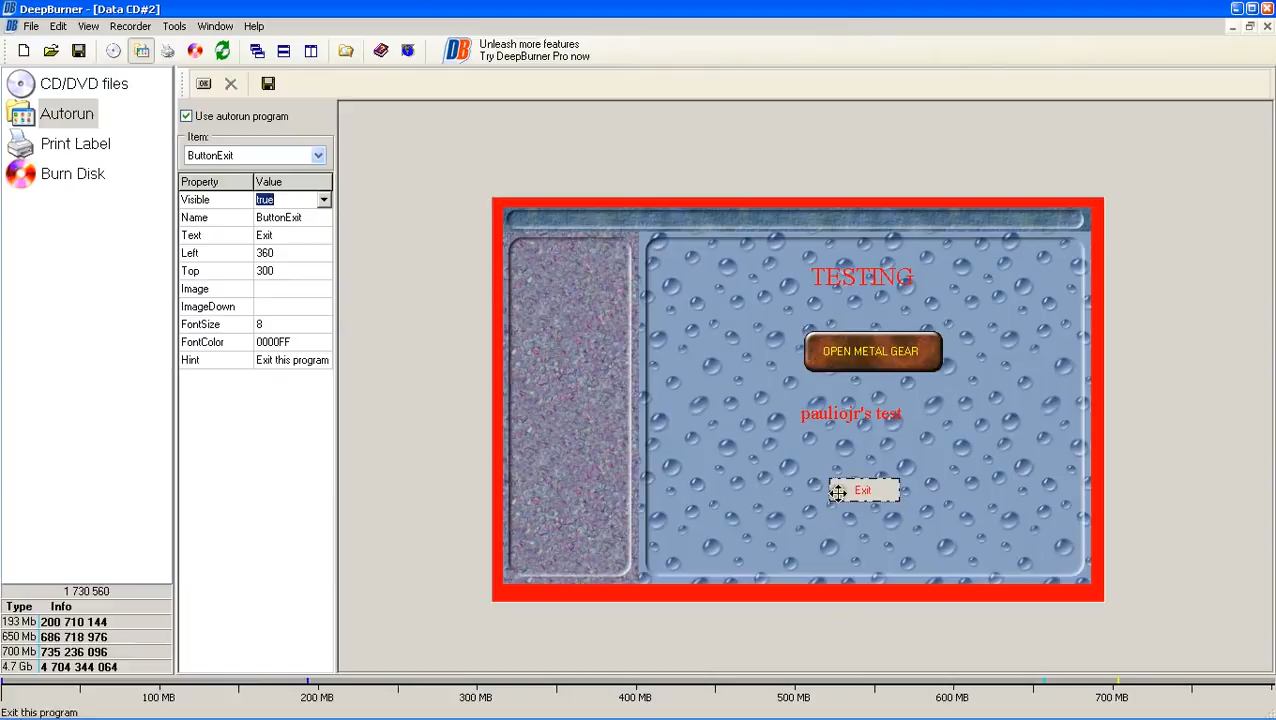 DeepBurner - [Data CD#2]
File Edit View Recorder Tools Window Help
Unleash more features
Try DeepBurner Pro now
CD/DVD files
Autorun
Print Label
Burn Disk
Use autorun program
Item:
ButtonExit
Property Value
Visible true
Name ButtonExit
Text Exit
Left 360
Top 300
Image
ImageDown
FontSize 8
FontColor 0000FF
Hint Exit this program
TESTING
OPEN METAL GEAR
pauliojr's test
Exit
1 730 560
Type Info
193 Mb 200 710 144
650 Mb 686 718 976
700 Mb 735 236 096
4.7 Gb 4 704 344 064
100 MB 200 MB 300 MB 400 MB 500 MB 600 MB 700 MB
Exit this program